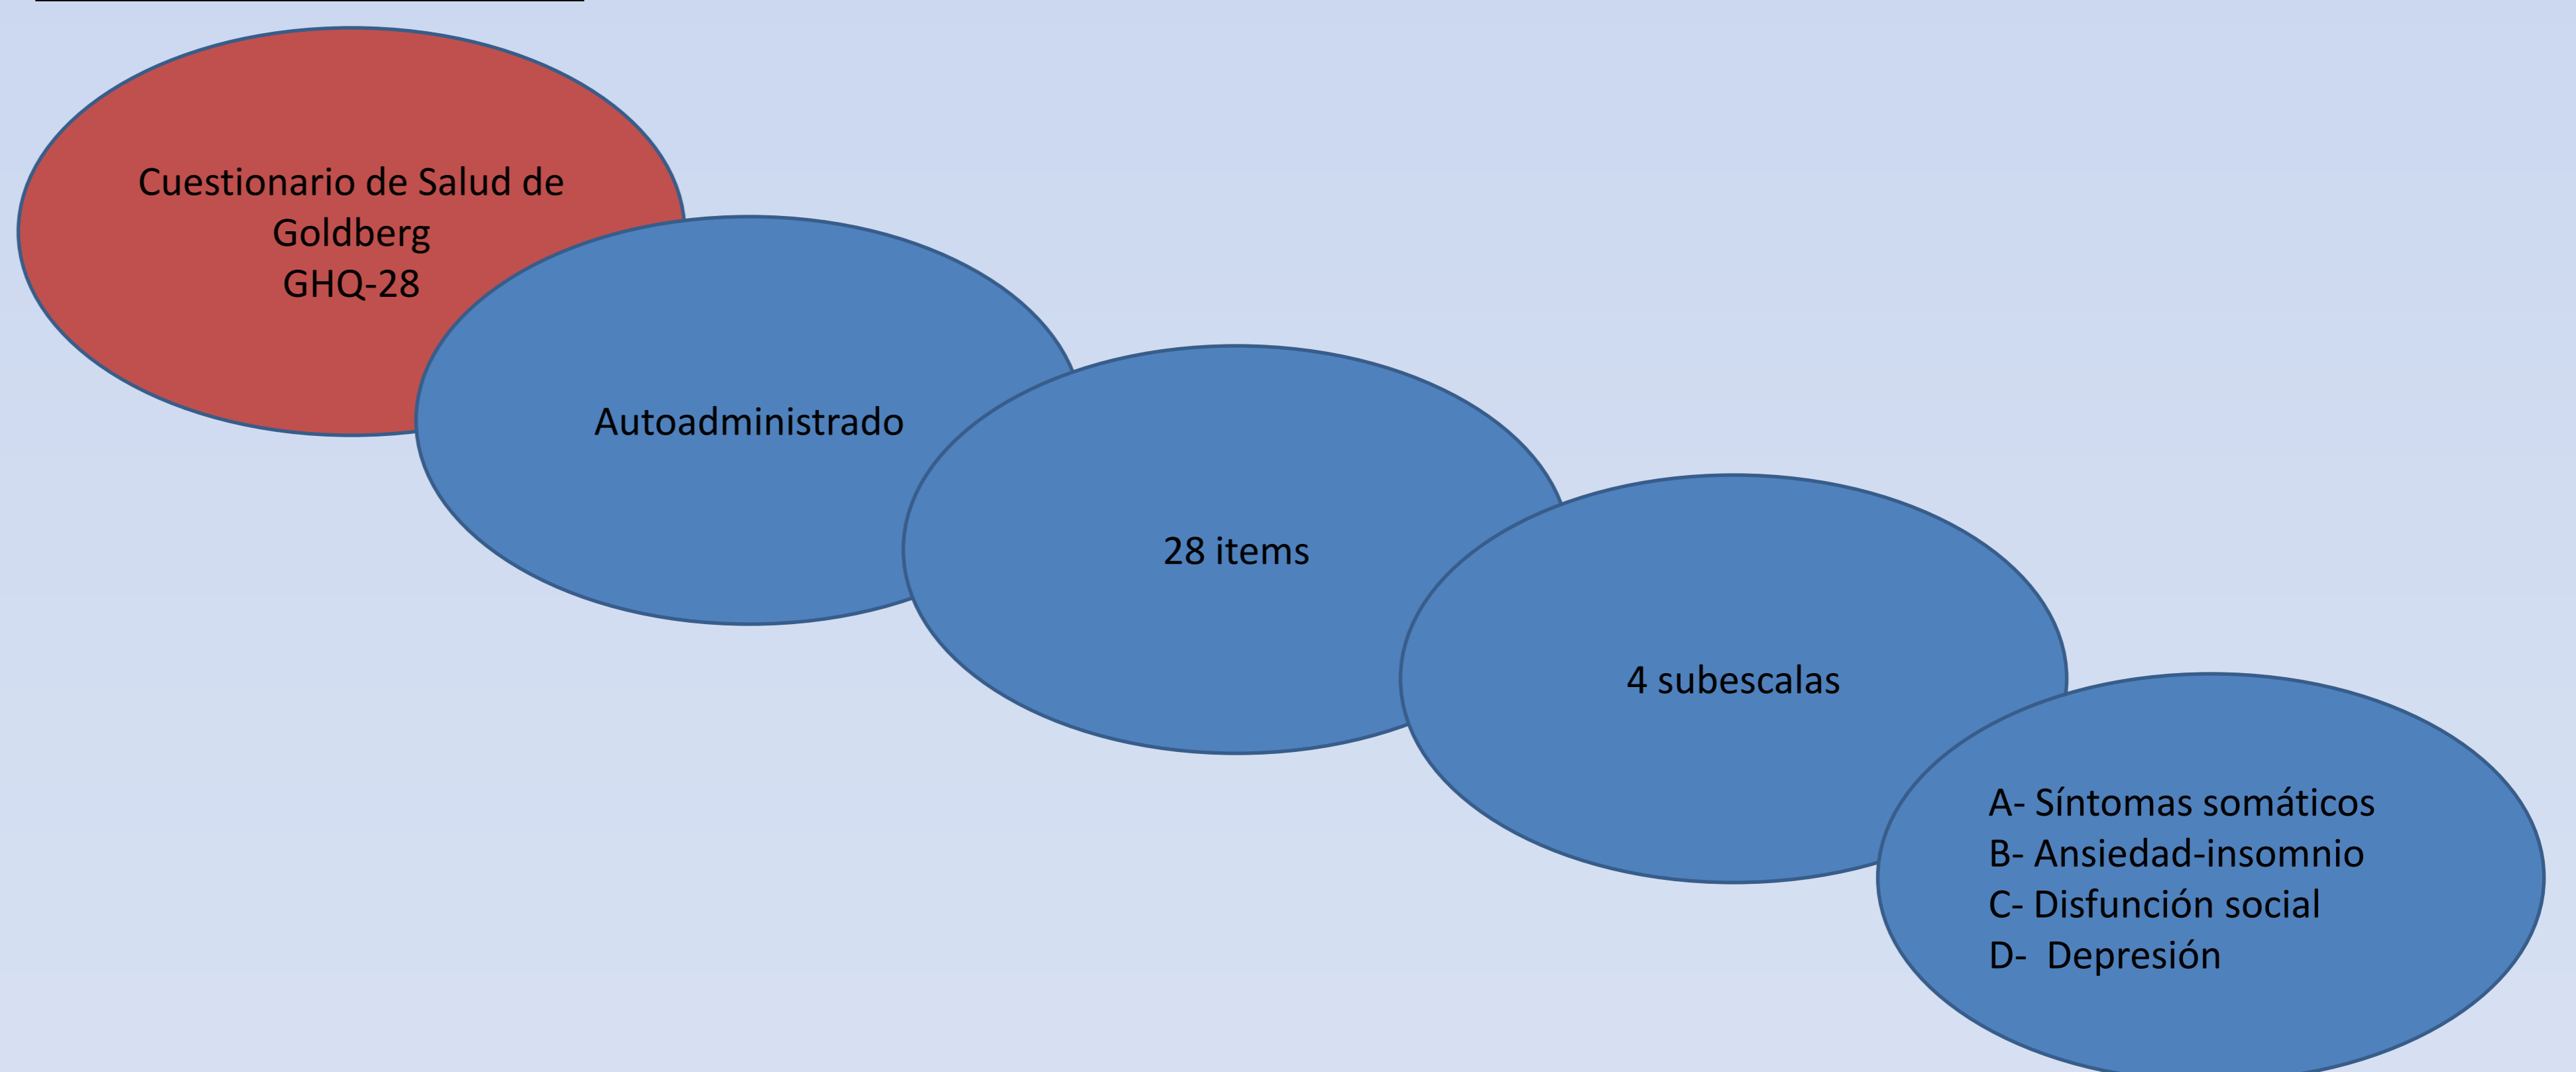 Cuestionario de Salud de
Goldberg
GHQ-28
Autoadministrado
28 items
4 subescalas
A- Síntomas somáticos
B- Ansiedad-insomnio
C- Disfunción social
D-  Depresión